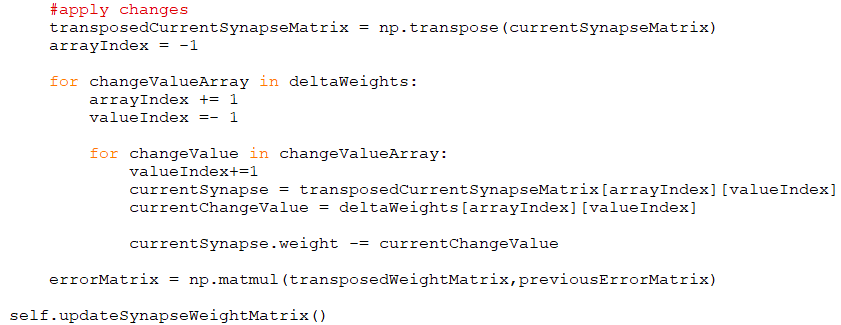 #apply changes
transposedCurrentSynapseMatrix = np.transpose(currentSynapseMatrix)
arrayIndex = -1
for changeValueArray in deltaWeights:
arrayIndex += 1
valueIndex =- 1
for changeValue in changeValueArray:
valueIndex+=1
currentSynapse = transposedCurrentSynapseMatrix[arrayIndex][valueIndex]
currentChangeValue = deltaWeights[arrayIndex][valueIndex]
currentSynapse.weight -= currentChangeValue
errorMatrix = np.matmul(transposedWeightMatrix,previousErrorMatrix)
self.updateSynapseWeightMatrix()